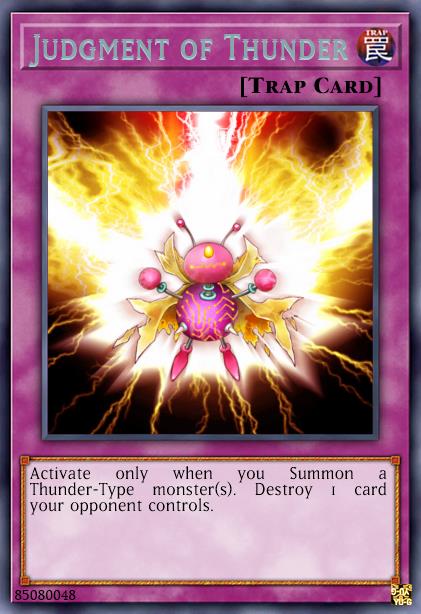 JUDGMENT OF THUNDER
TRAP
罠
[TRAP CARD]
Activate only when you Summon a
Thunder-Type monster(s). Destroy 1 card
your opponent controls.
85080048